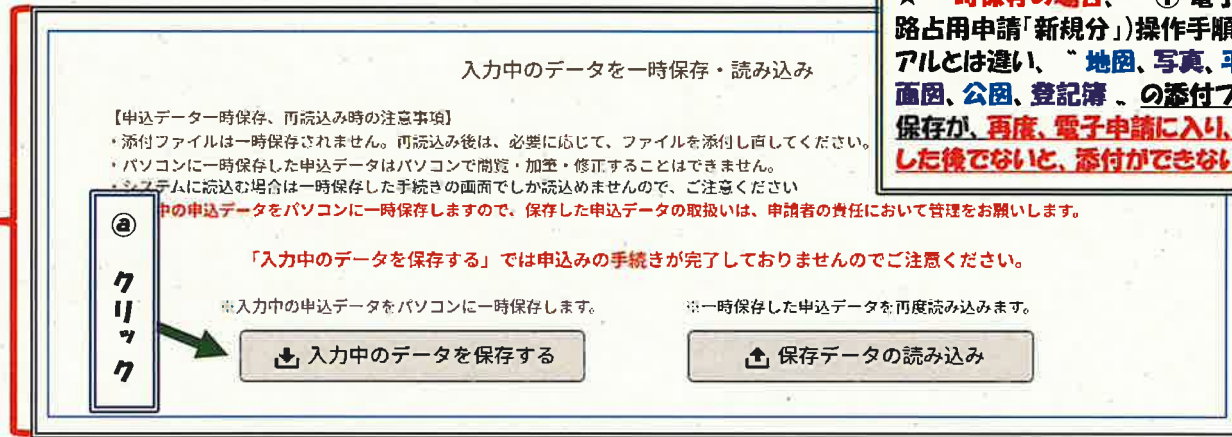 時保存の場合、 ① 電子
路占用申請「新規分」)操作手順
アルとは違い、〝地図、写真、平
面図、公図、登記簿〟の添付フ
保存が、再度、電子申請に入り、
した後でないと、添付ができない
入力中のデータを一時保存・読み込み
【申込データ一時保存、再読込み時の注意事項】
・添付ファイルは一時保存されません。再読込み後は、必要に応じて、ファイルを添付し直してください。
・パソコンに一時保存した申込データはパソコンで閲覧・加筆・修正することはできません。
・システムに読込む場合は一時保存した手続きの画面でしか読込めませんので、ご注意ください
中の申込データをパソコンに一時保存しますので、保存した申込データの取扱いは、申請者の責任において管理をお願いします。
「入力中のデータを保存する」では申込みの手続きが完了しておりませんのでご注意ください。
※入力中の申込データをパソコンに一時保存します。
※一時保存した申込データを再度読み込みます。
ⓐ クリック
入力中のデータを保存する
保存データの読み込み